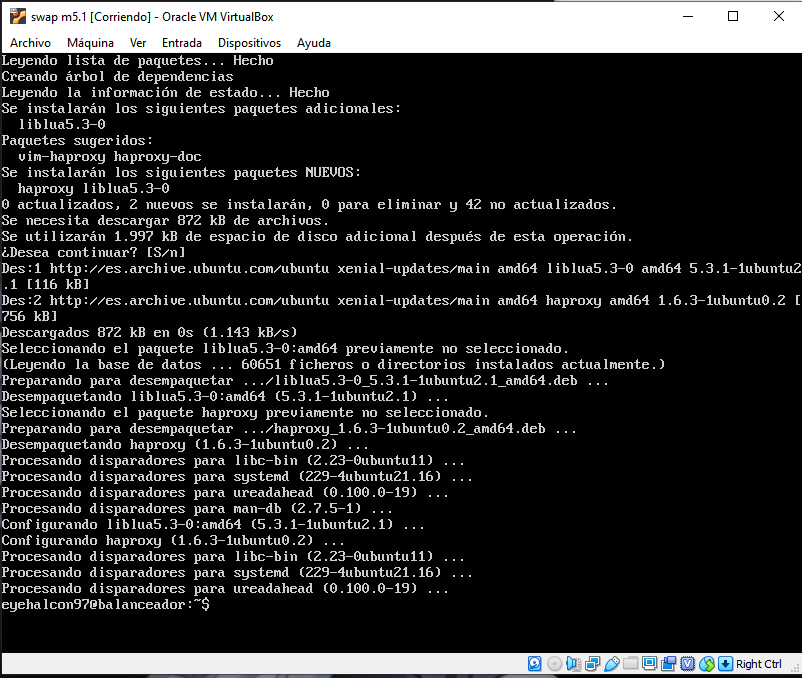 swap m5.1 [Corriendo] - Oracle VM VirtualBox
Archivo Máquina Ver Entrada Dispositivos Ayuda
Leyendo lista de paquetes... Hecho
Creando árbol de dependencias
Leyendo la información de estado... Hecho
Se instalarán los siguientes paquetes adicionales:
  liblua5.3-0
Paquetes sugeridos:
  vim-haproxy haproxy-doc
Se instalarán los siguientes paquetes NUEVOS:
  haproxy liblua5.3-0
0 actualizados, 2 nuevos se instalarán, 0 para eliminar y 42 no actualizados.
Se necesita descargar 872 kB de archivos.
Se utilizarán 1.997 kB de espacio de disco adicional después de esta operación.
¿Desea continuar? [S/n]
Des:1 http://es.archive.ubuntu.com/ubuntu xenial-updates/main amd64 liblua5.3-0 amd64 5.3.1-1ubuntu2
.1 [116 kB]
Des:2 http://es.archive.ubuntu.com/ubuntu xenial-updates/main amd64 haproxy amd64 1.6.3-1ubuntu0.2 [
756 kB]
Descargados 872 kB en 0s (1.143 kB/s)
Seleccionando el paquete liblua5.3-0:amd64 previamente no seleccionado.
(Leyendo la base de datos ... 60651 ficheros o directorios instalados actualmente.)
Preparando para desempaquetar .../liblua5.3-0_5.3.1-1ubuntu2.1_amd64.deb ...
Desempaquetando liblua5.3-0:amd64 (5.3.1-1ubuntu2.1) ...
Seleccionando el paquete haproxy previamente no seleccionado.
Preparando para desempaquetar .../haproxy_1.6.3-1ubuntu0.2_amd64.deb ...
Desempaquetando haproxy (1.6.3-1ubuntu0.2) ...
Procesando disparadores para libc-bin (2.23-0ubuntu11) ...
Procesando disparadores para systemd (229-4ubuntu21.16) ...
Procesando disparadores para ureadahead (0.100.0-19) ...
Procesando disparadores para man-db (2.7.5-1) ...
Configurando liblua5.3-0:amd64 (5.3.1-1ubuntu2.1) ...
Configurando haproxy (1.6.3-1ubuntu0.2) ...
Procesando disparadores para libc-bin (2.23-0ubuntu11) ...
Procesando disparadores para systemd (229-4ubuntu21.16) ...
Procesando disparadores para ureadahead (0.100.0-19) ...
eyehalcon97@balanceador:~$
Right Ctrl